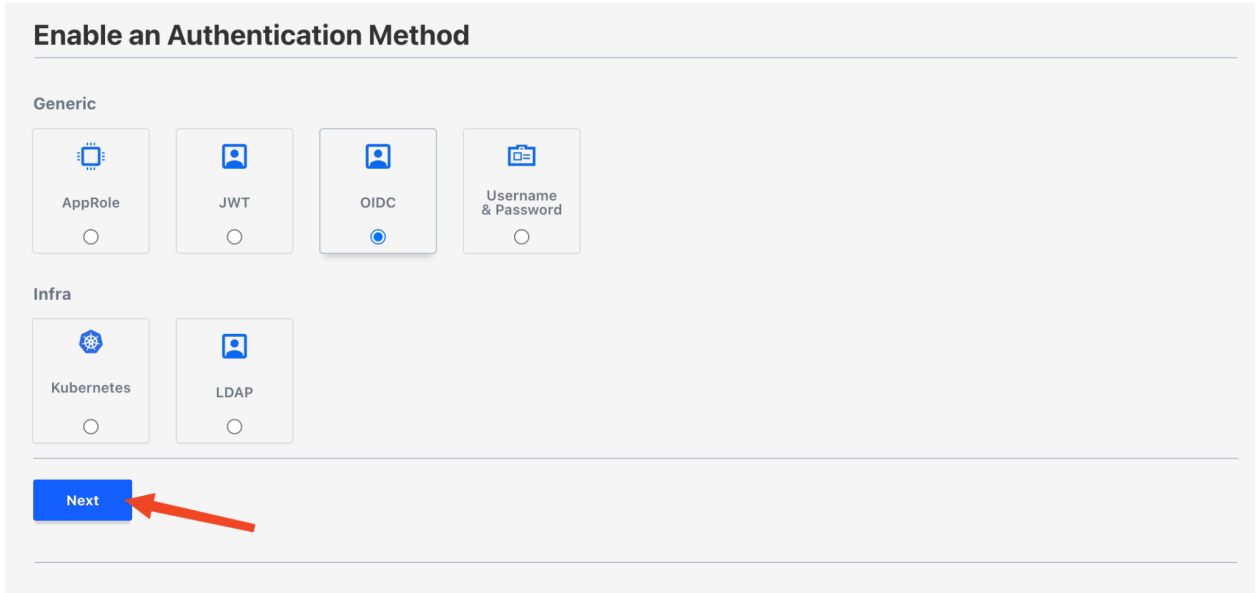 Enable an Authentication Method
Generic
AppRole
JWT
OIDC
Username
& Password
Infra
Kubernetes
LDAP
Next